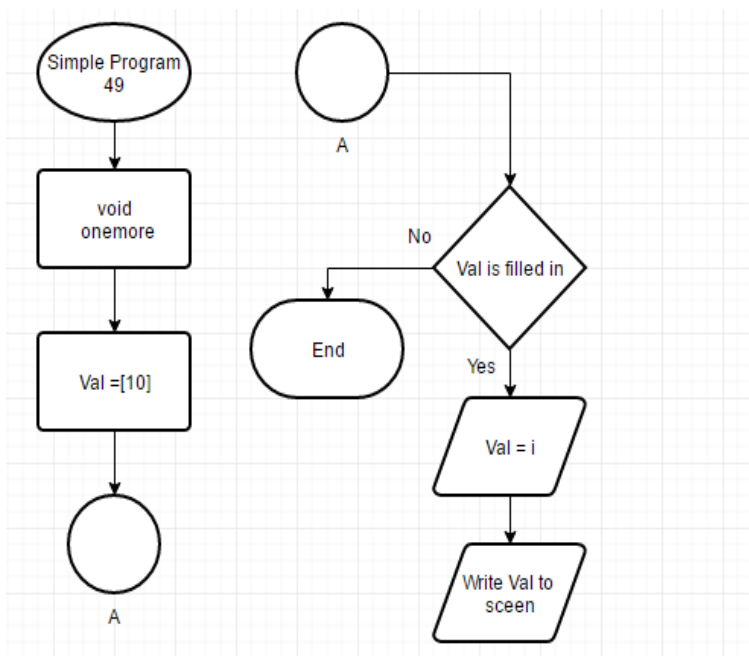 Simple Program
49
void
onemore
Val =[10]
A
A
Val is filled in
No
End
Yes
Val = i
Write Val to
sceen